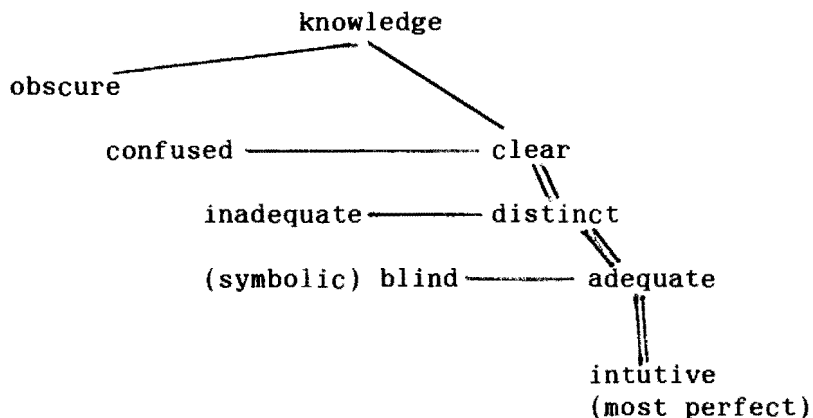 knowledge
obscure
confused clear
inadequate distinct
(symbolic) blind adequate
intutive
(most perfect)